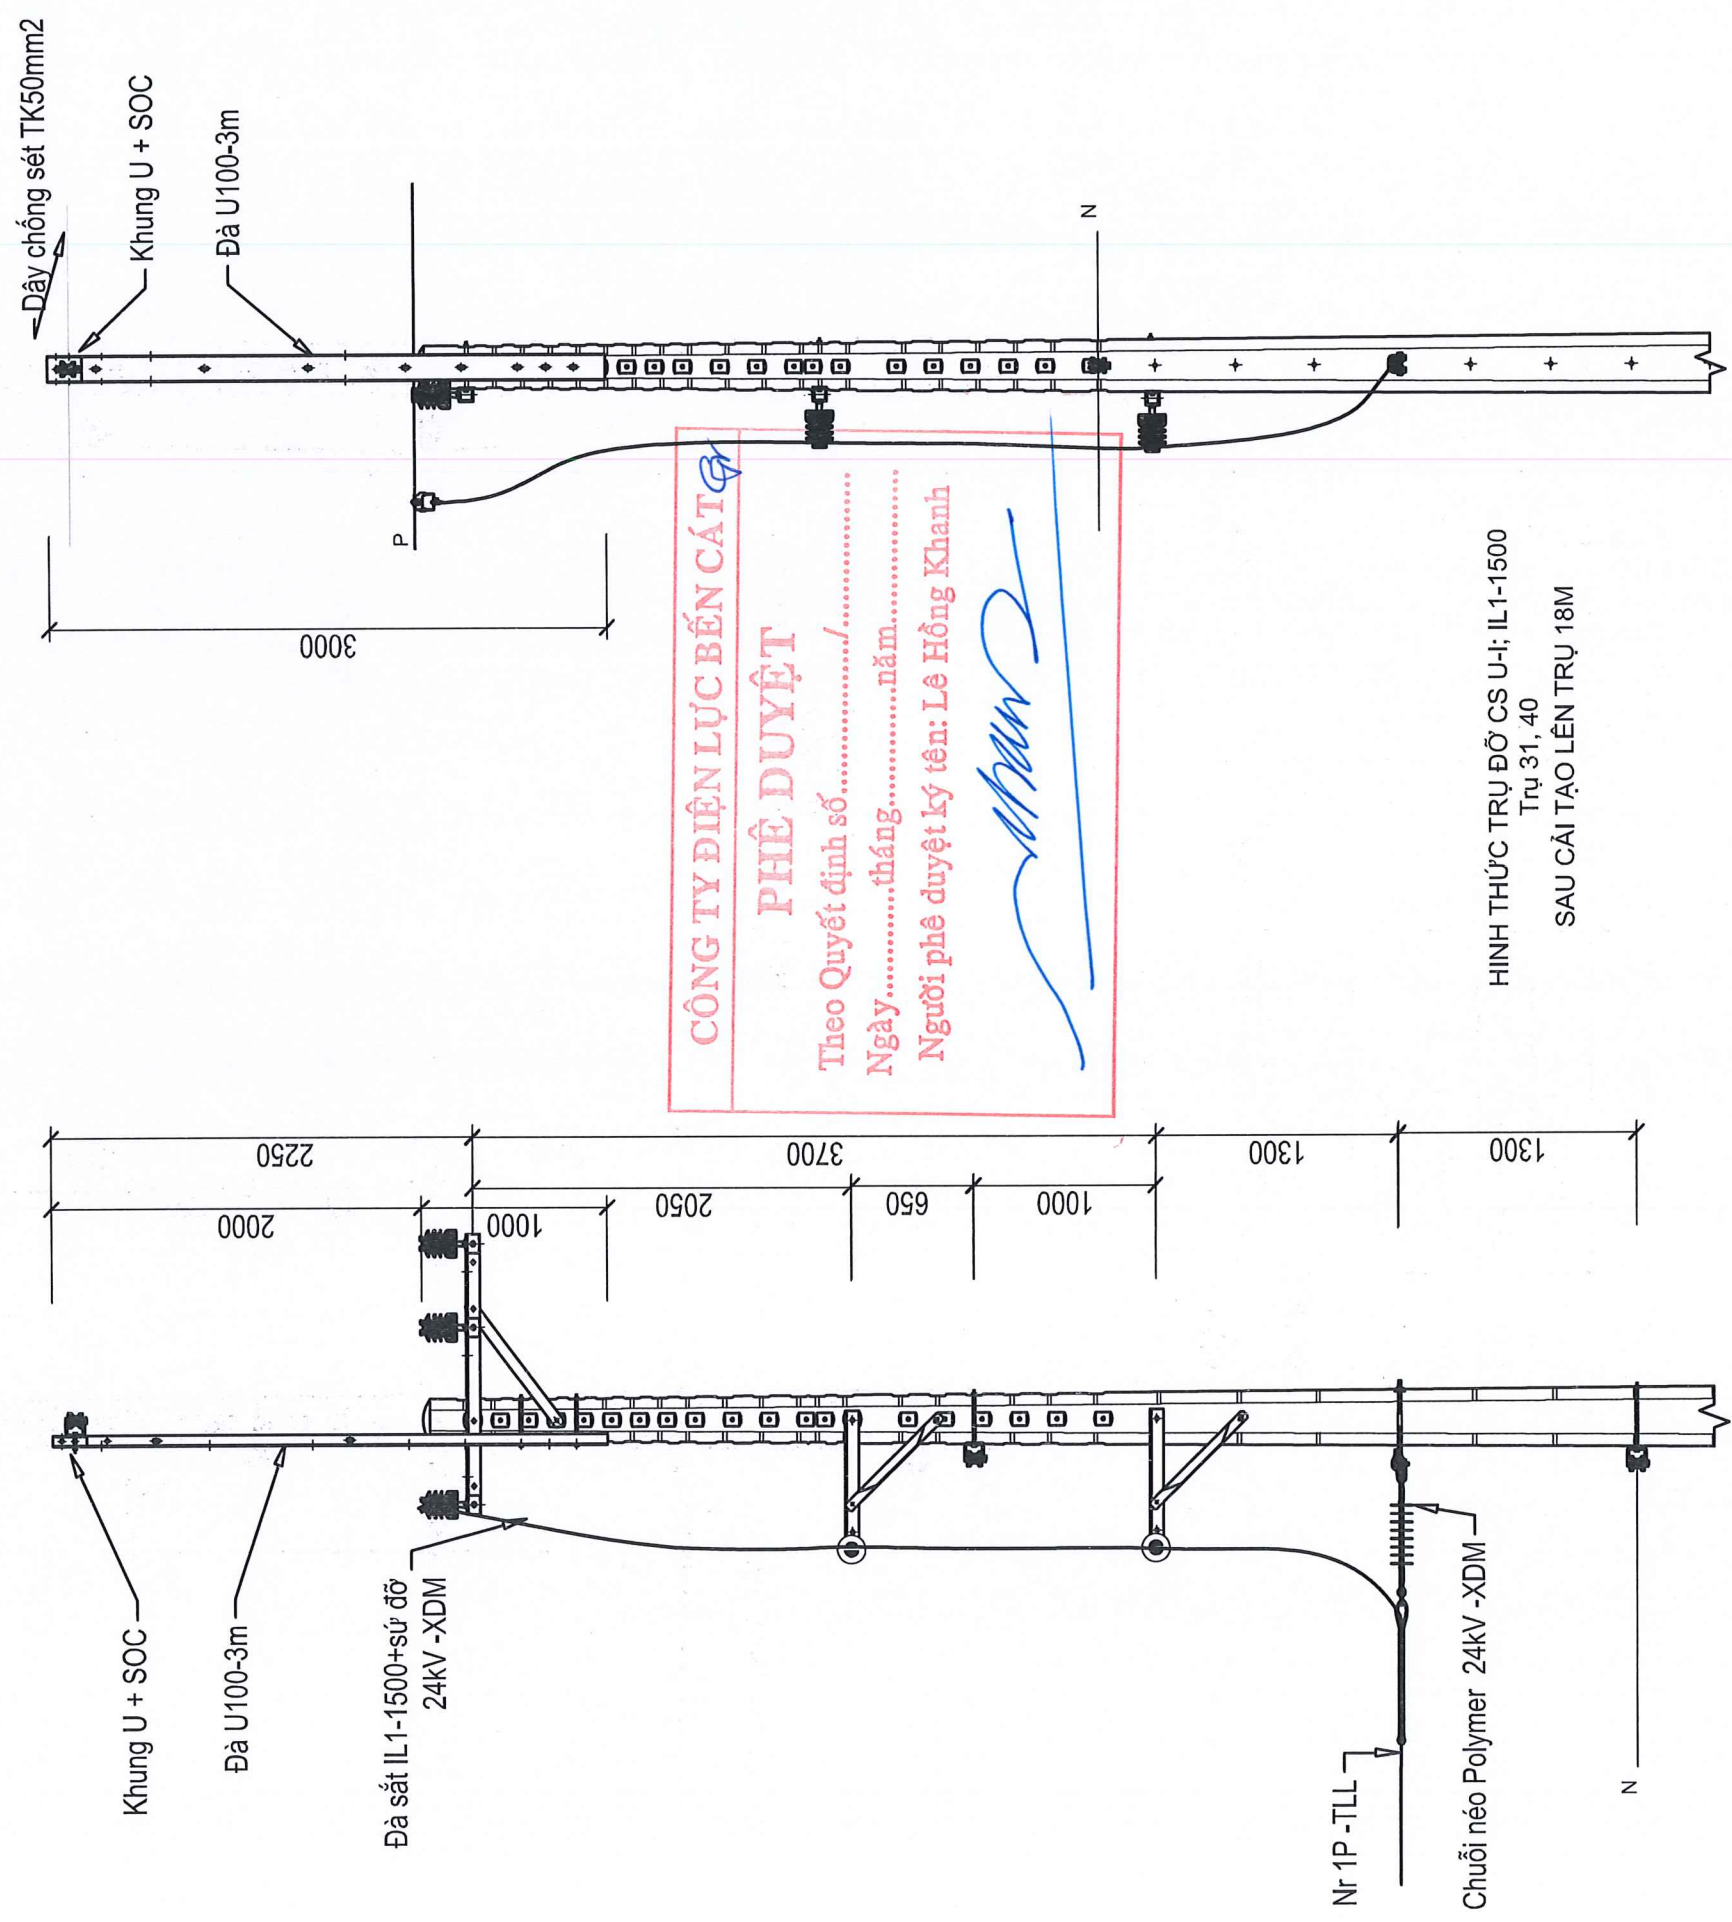 Dây chống sét TK50mm2
Khung U + SOC
Đà U100-3m
3000
P
N
CÔNG TY ĐIỆN LỰC BẾN CÁT
PHÊ DUYỆT
Theo Quyết định số................/................
Ngày............tháng............năm................
Người phê duyệt ký tên: Lê Hồng Khanh
HINH THỨC TRỤ ĐỠ CS U-I; IL1-1500
Trụ 31, 40
SAU CẢI TẠO LÊN TRỤ 18M
2250
3700
1300
1300
2000
1000
2050
650
1000
Khung U + SOC
Đà U100-3m
Đà sắt IL1-1500+sứ đỡ
24kV -XDM
Nr 1P -TLL
Chuỗi néo Polymer 24kV -XDM
N